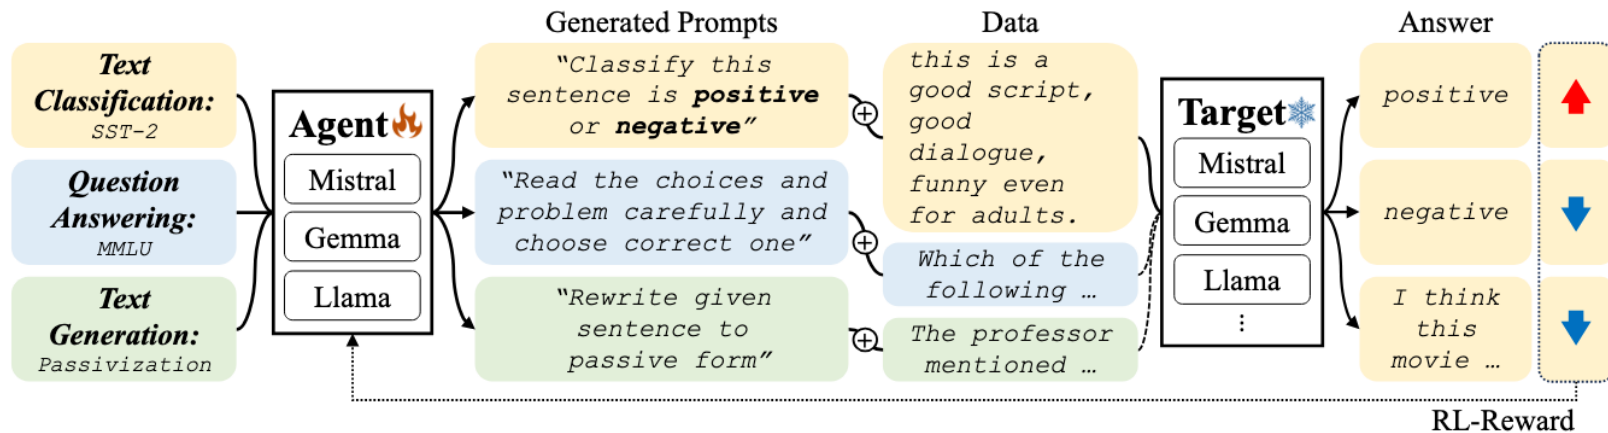 Generated Prompts
Data
Answer
Text
Classification:
SST-2
Question
Answering:
MMLU
Text
Generation:
Passivization
Agent
Mistral
Gemma
Llama
“Classify this
sentence is positive
or negative”
“Read the choices and
problem carefully and
choose correct one”
“Rewrite given
sentence to
passive form”
this is a
good script,
good
dialogue,
funny even
for adults.
Which of the
following …
The professor
mentioned …
Target
Mistral
Gemma
Llama
⋮
positive
negative
I think
this
movie …
RL-Reward